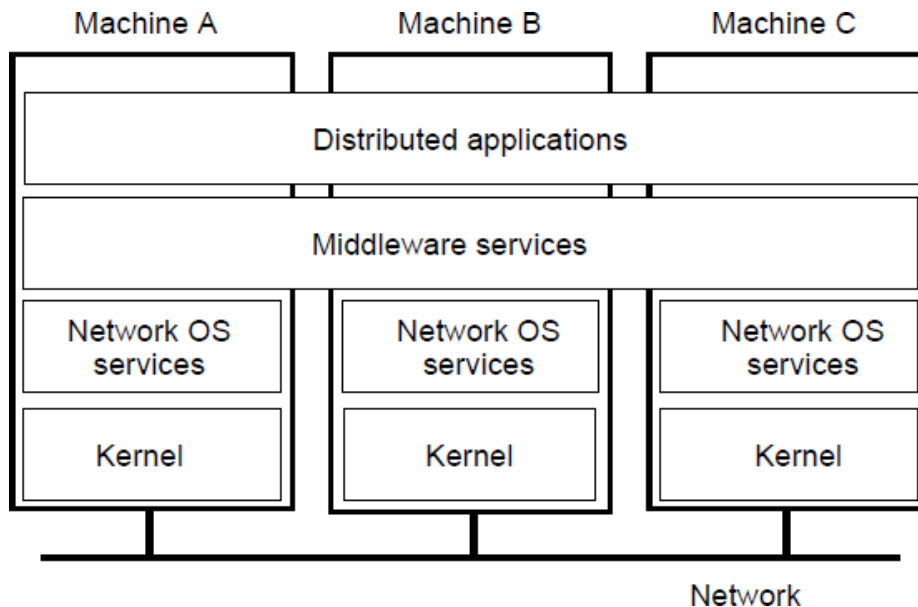 Machine A
Machine B
Machine C
Distributed applications
Middleware services
Network OS
services
Network OS
services
Network OS
services
Kernel
Kernel
Kernel
Network